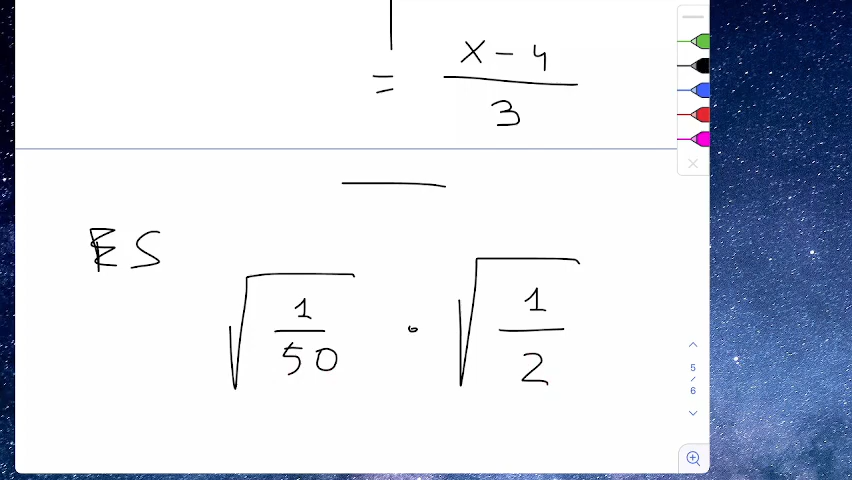 = x - 4 / 3
ES
√(1/50) · √(1/2)
5
/
6